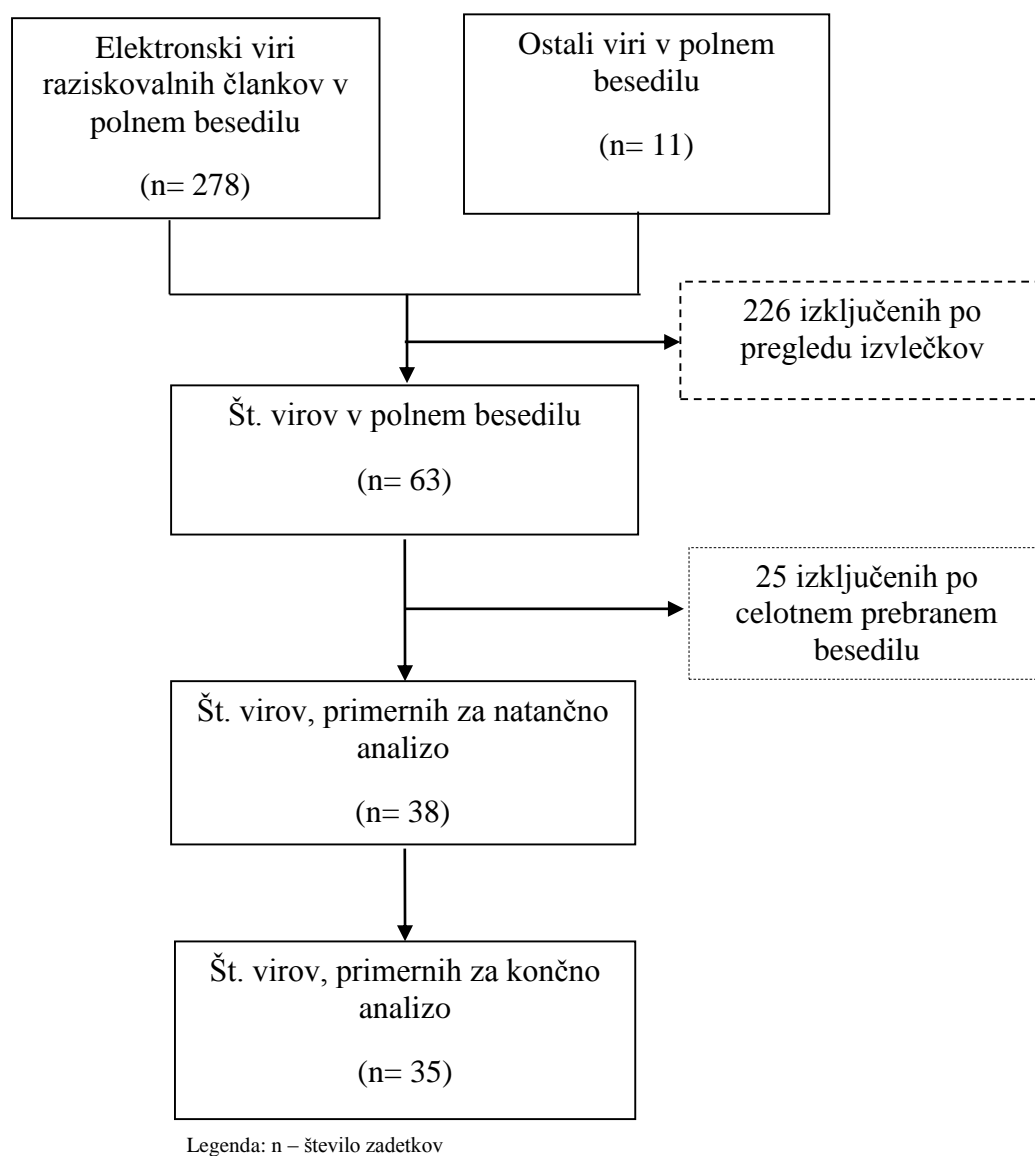 Elektronski viri
raziskovalnih člankov v
polnem besedilu
(n= 278)
Ostali viri v polnem
besedilu
(n= 11)
226 izključenih po
pregledu izvlečkov
Št. virov v polnem besedilu
(n= 63)
25 izključenih po
celotnem prebranem
besedilu
Št. virov, primernih za natančno
analizo
(n= 38)
Št. virov, primernih za končno
analizo
(n= 35)
Legenda: n – število zadetkov